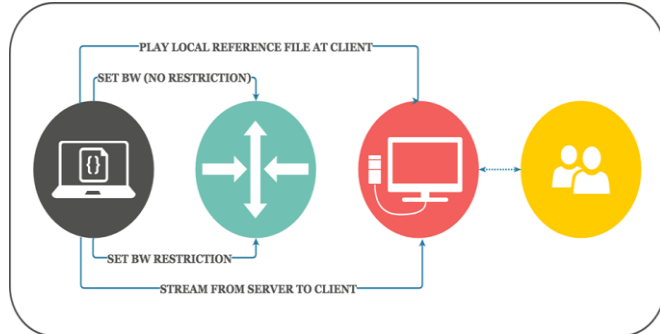 PLAY LOCAL REFERENCE FILE AT CLIENT
SET BW (NO RESTRICTION)
{}
SET BW RESTRICTION
STREAM FROM SERVER TO CLIENT